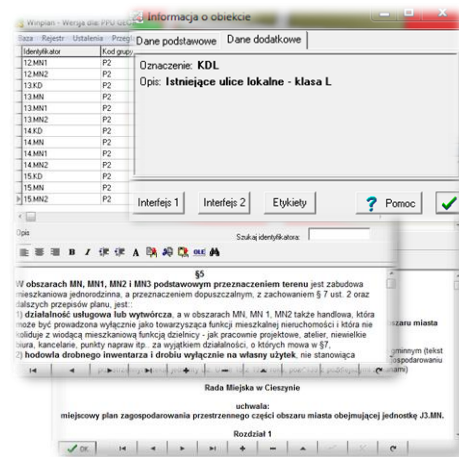 Winplan - Wersja dla: PPU GEO
Baza Rejestr Ustalenia Przegl
Identyfikator Kod grupy
12.MN1 P2
12.MN2 P2
13.KD P2
13.MN P2
13.MN1 P2
13.MN2 P2
14.KD P2
14.MN P2
14.MN1 P2
14.MN2 P2
15.KD P2
15.MN P2
15.MN2 P2
Informacja o obiekcie
Dane podstawowe Dane dodatkowe
Oznaczenie: KDL
Opis: Istniejące ulice lokalne - klasa L
Interfejs 1 Interfejs 2 Etykiety ? Pomoc
Opis Szukaj identyfikatora:
B I A OLE
§5
W obszarach MN, MN1, MN2 i MN3 podstawowym przeznaczeniem terenu jest zabudowa
mieszkaniowa jednorodzinna, a przeznaczeniem dopuszczalnym, z zachowaniem § 7 ust. 2 oraz
dalszych przepisów planu, jest::
1) działalność usługowa lub wytwórcza, a w obszarach MN, MN 1, MN2 także handlowa, która
może być prowadzona wyłącznie jako towarzysząca funkcji mieszkalnej nieruchomości i która nie
koliduje z wiodącą mieszkaniową funkcją dzielnicy - jak pracownie projektowe, atelier, niewielkie
biura, kancelarie, punkty napraw itp.. za wyjątkiem działalności, o których mowa w §7,
2) hodowla drobnego inwentarza i drobiu wyłącznie na własny użytek, nie stanowiąca
szaru miasta
gminnym (tekst
ospodarowaniu
Rada Miejska w Cieszynie
uchwala:
miejscowy plan zagospodarowania przestrzennego części obszaru miasta obejmującej jednostkę J3.MN.
Rozdział 1
OK